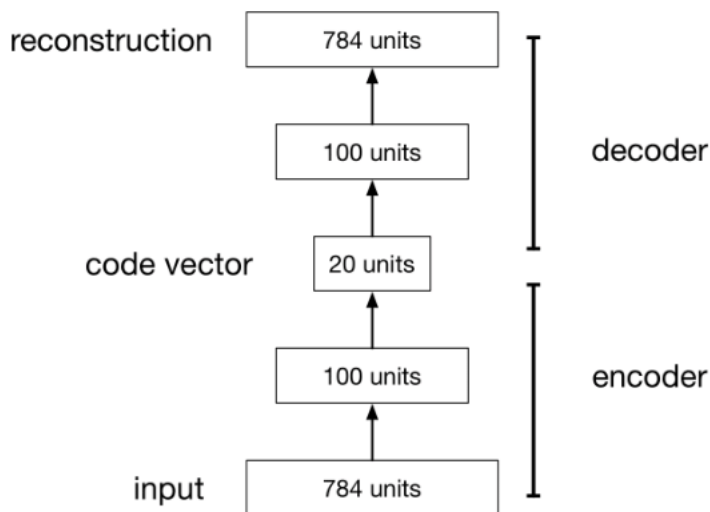 reconstruction
784 units
100 units
decoder
code vector
20 units
100 units
encoder
input
784 units